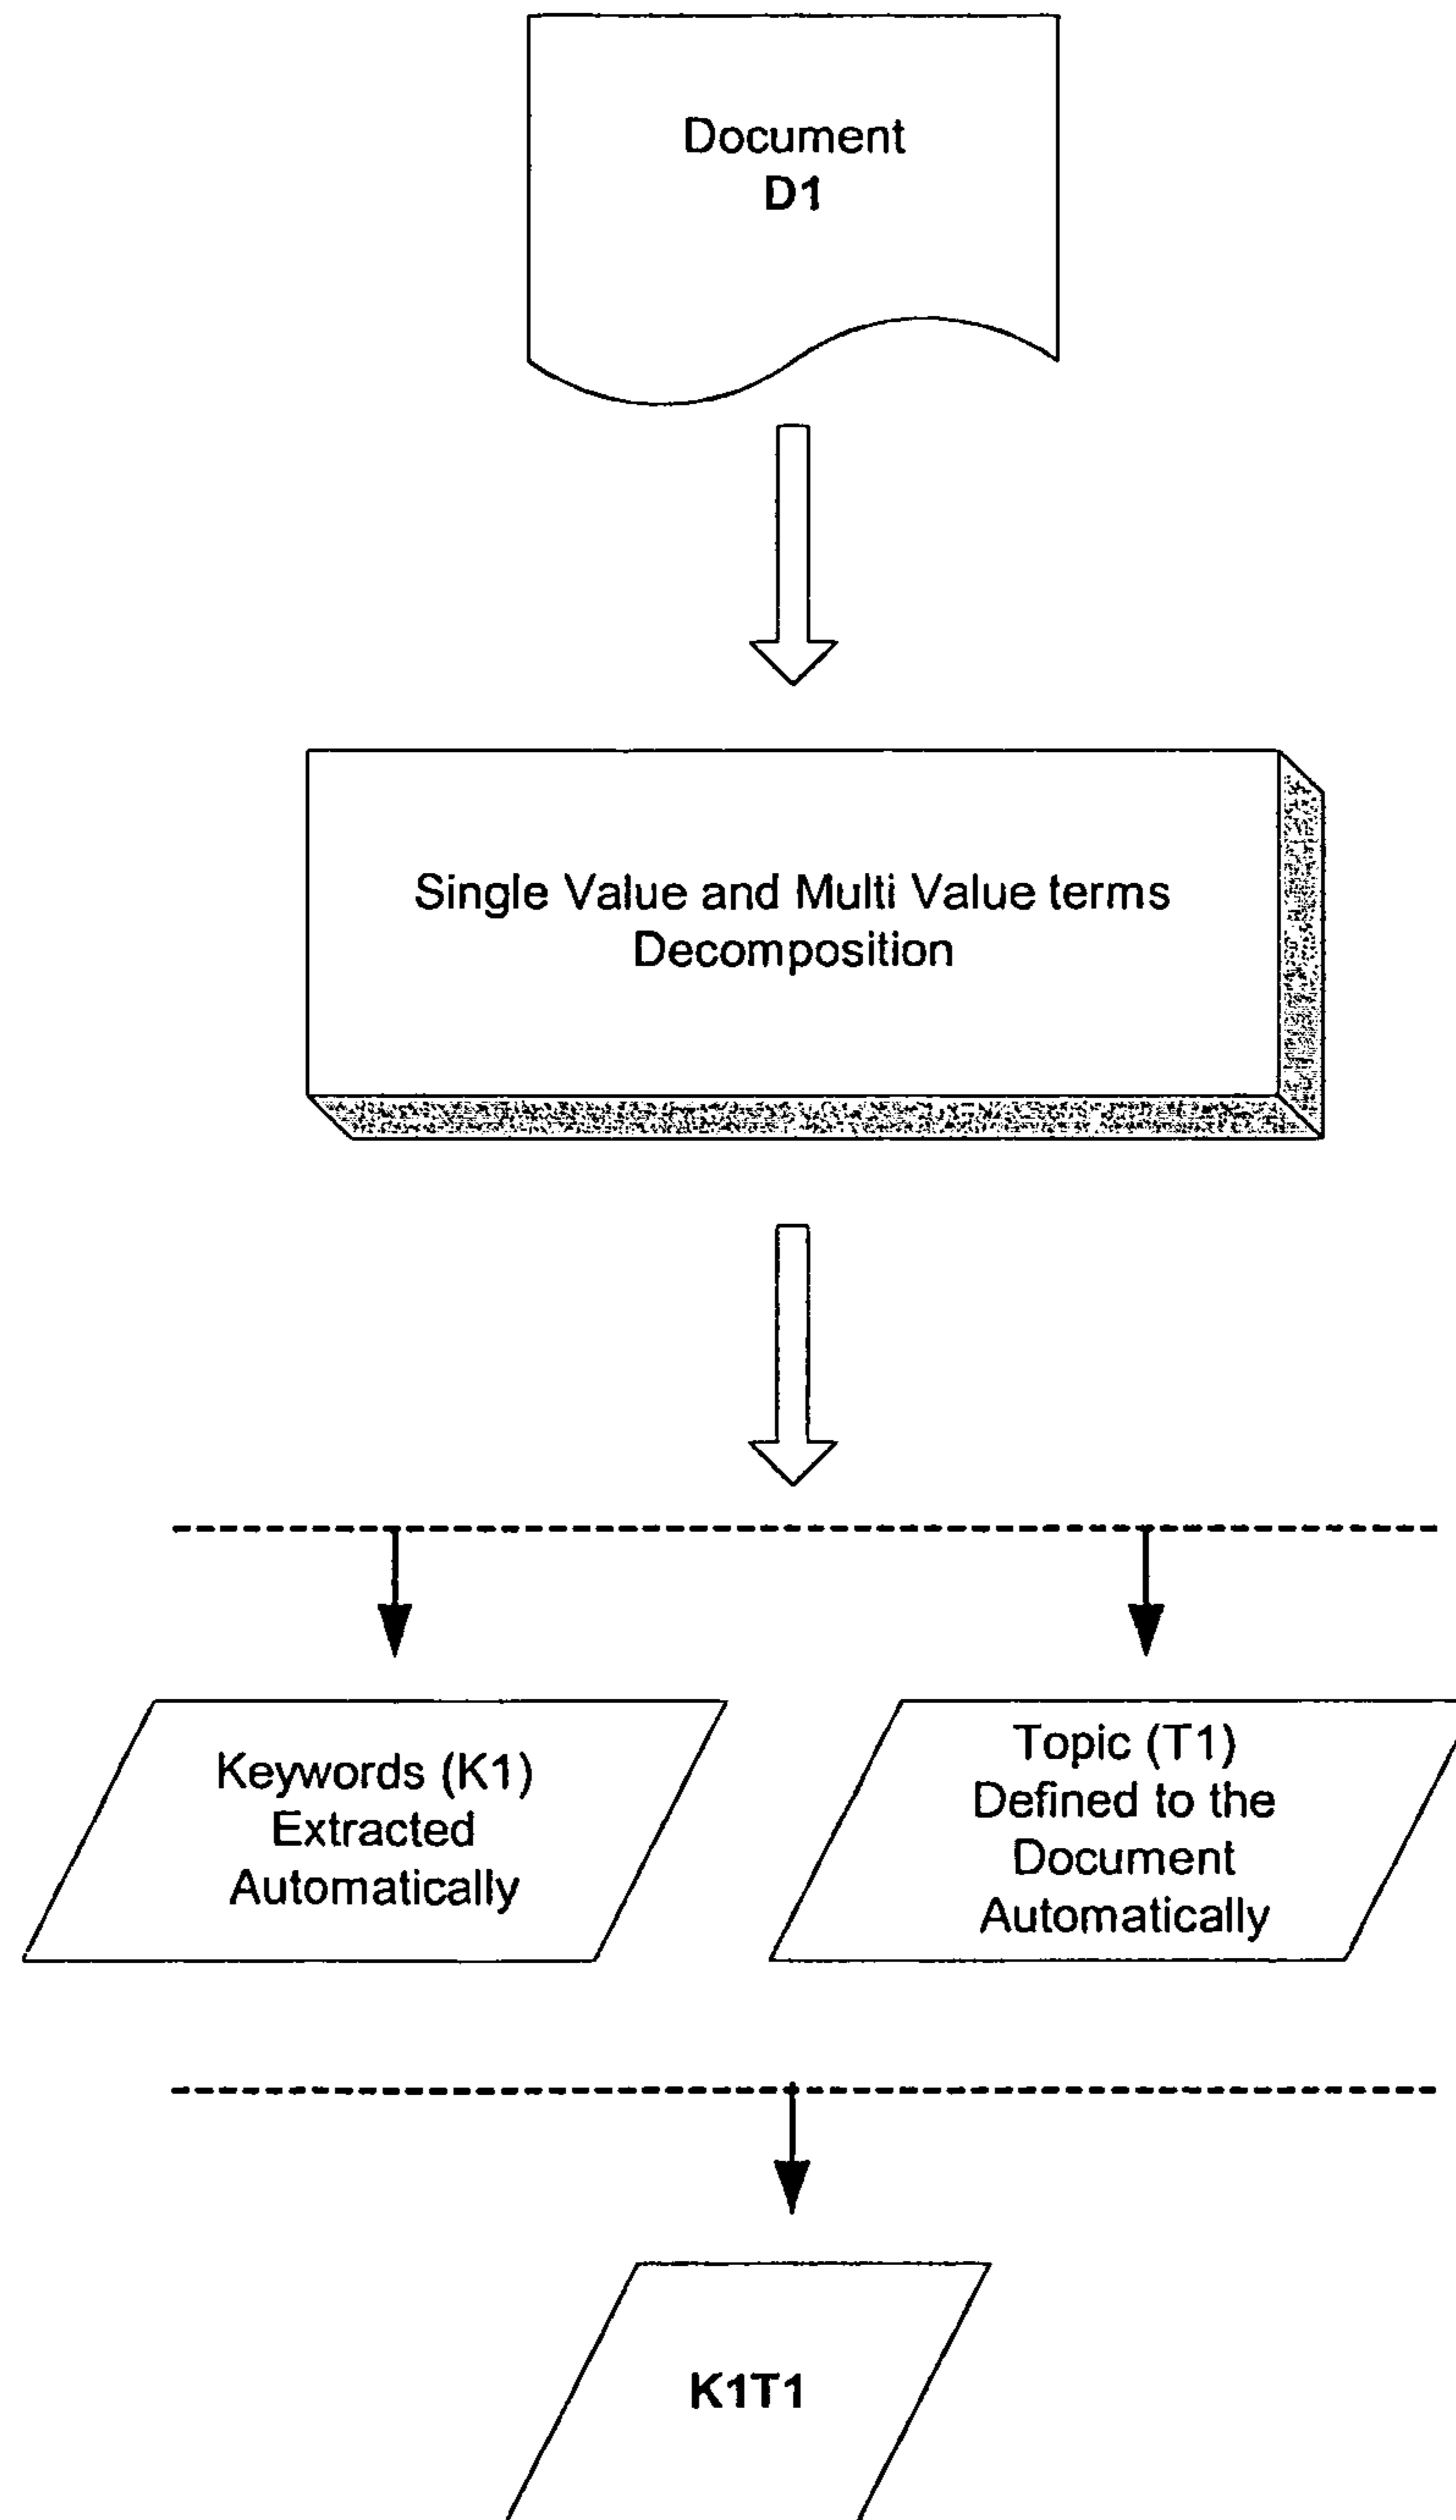 Document
D1
Single Value and Multi Value terms
Decomposition
Keywords (K1)
Extracted
Automatically
Topic (T1)
Defined to the
Document
Automatically
K1T1